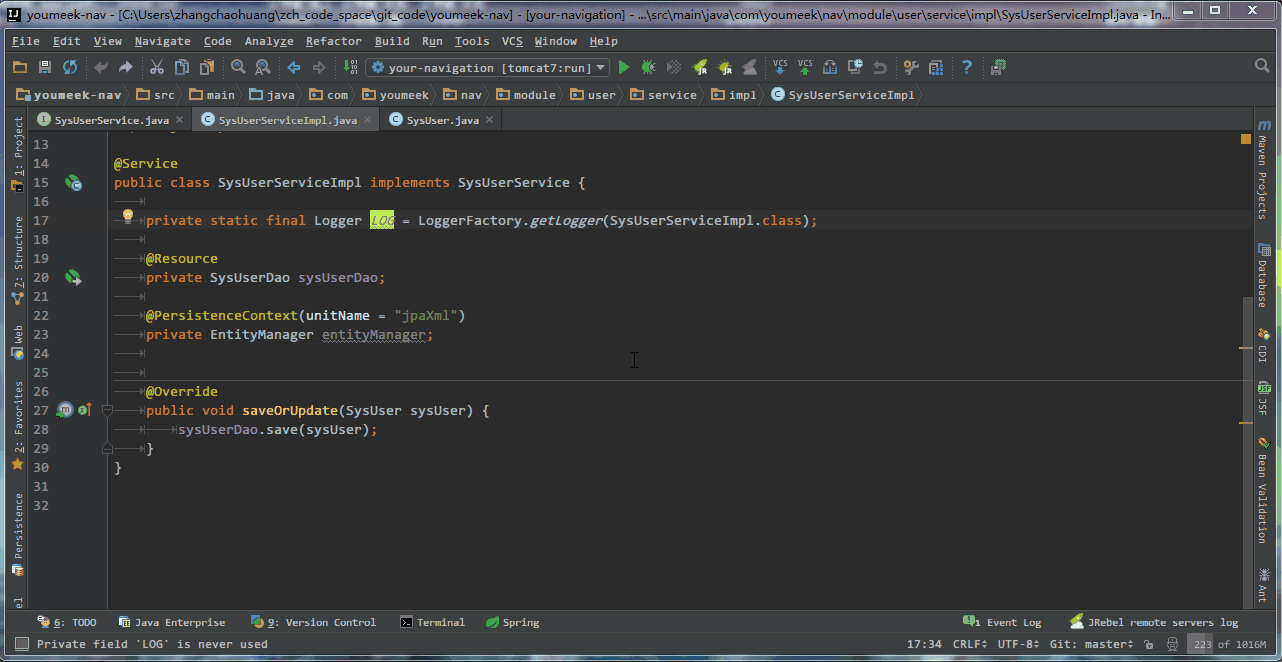 youmeek-nav - [C:\Users\zhangchaohuang\zch_code_space\git_code\youmeek-nav] - [your-navigation] - ...\src\main\java\com\youmeek\nav\module\user\service\impl\SysUserServiceImpl.java - In...
File Edit View Navigate Code Analyze Refactor Build Run Tools VCS Window Help
your-navigation [tomcat7:run] JR JR VCS VCS ?
youmeek-nav src main java com youmeek nav module user service impl SysUserServiceImpl
SysUserService.java SysUserServiceImpl.java SysUser.java
13
14 @Service
15 public class SysUserServiceImpl implements SysUserService {
16
17 private static final Logger LOG = LoggerFactory.getLogger(SysUserServiceImpl.class);
18
19 @Resource
20 private SysUserDao sysUserDao;
21
22 @PersistenceContext(unitName = "jpaXml")
23 private EntityManager entityManager;
24
25
26 @Override
27 public void saveOrUpdate(SysUser sysUser) {
28 sysUserDao.save(sysUser);
29 }
30 }
31
32
1: Project
7: Structure
Web
2: Favorites
Persistence
el
Maven Projects
Database
CDI
JSF
Bean Validation
Ant
6: TODO Java Enterprise 9: Version Control Terminal Spring 1 Event Log JRebel remote servers log
Private field 'LOG' is never used 17:34 CRLF UTF-8 Git: master 223 of 1016M